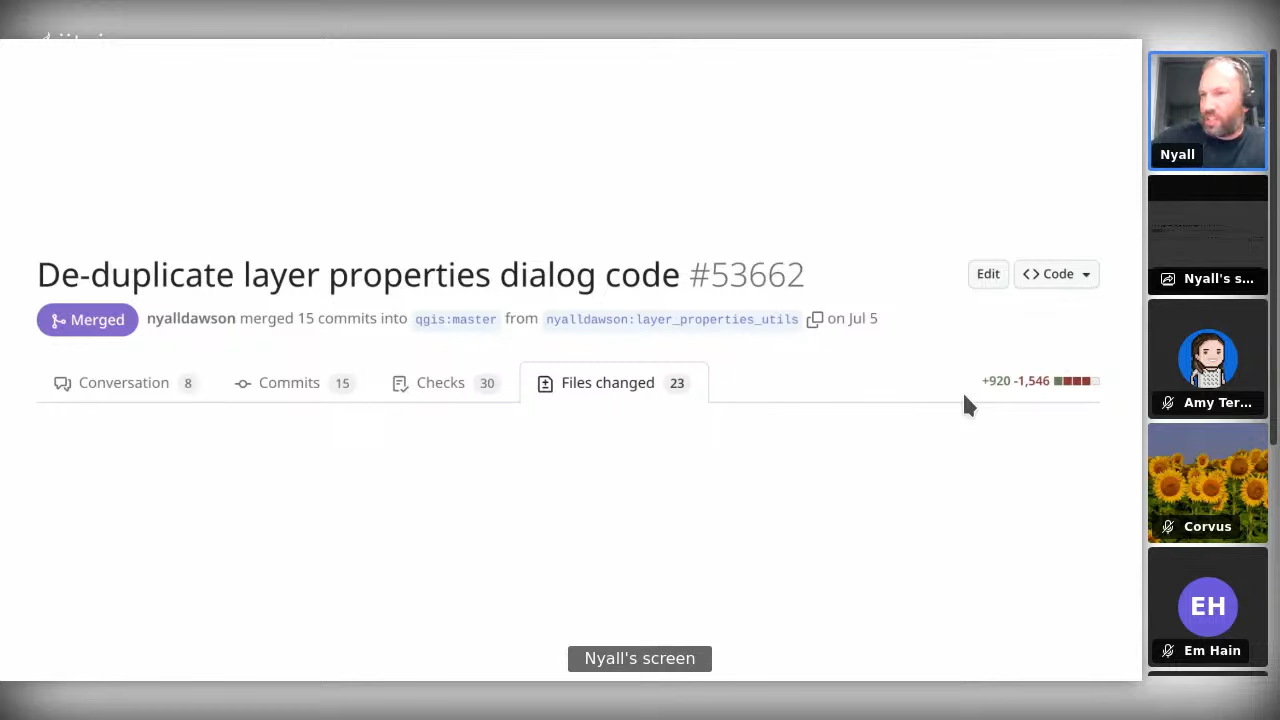 De-duplicate layer properties dialog code #53662
Edit
<> Code
Merged
nyalldawson merged 15 commits into qgis:master from nyalldawson:layer_properties_utils on Jul 5
Conversation 8
Commits 15
Checks 30
Files changed 23
+920 -1,546
Nyall's screen
Nyall
Nyall's s...
Amy Ter...
Corvus
EH
Em Hain